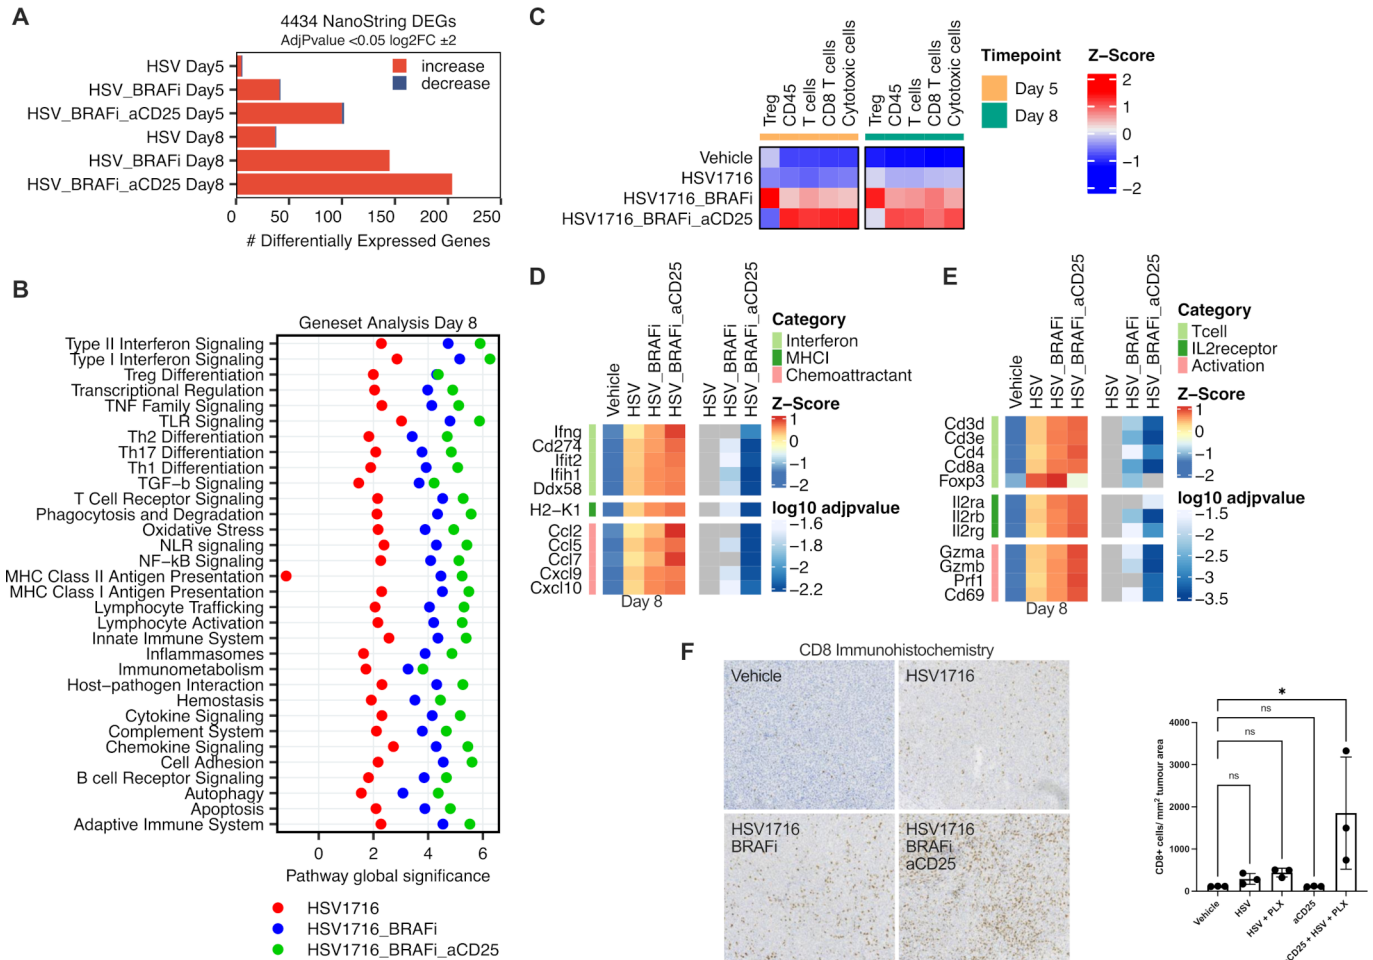 A
4434 NanoString DEGs
AdjPvalue <0.05 log2FC ±2
HSV Day5
HSV_BRAFi Day5
HSV_BRAFi_aCD25 Day5
HSV Day8
HSV_BRAFi Day8
HSV_BRAFi_aCD25 Day8
increase
decrease
0 50 100 150 200 250
# Differentially Expressed Genes
B
Geneset Analysis Day 8
Type II Interferon Signaling
Type I Interferon Signaling
Treg Differentiation
Transcriptional Regulation
TNF Family Signaling
TLR Signaling
Th2 Differentiation
Th17 Differentiation
Th1 Differentiation
TGF−b Signaling
T Cell Receptor Signaling
Phagocytosis and Degradation
Oxidative Stress
NLR signaling
NF−kB Signaling
MHC Class II Antigen Presentation
MHC Class I Antigen Presentation
Lymphocyte Trafficking
Lymphocyte Activation
Innate Immune System
Inflammasomes
Immunometabolism
Host−pathogen Interaction
Hemostasis
Cytokine Signaling
Complement System
Chemokine Signaling
Cell Adhesion
B cell Receptor Signaling
Autophagy
Apoptosis
Adaptive Immune System
0 2 4 6
Pathway global significance
HSV1716
HSV1716_BRAFi
HSV1716_BRAFi_aCD25
C
Treg
CD45
T cells
CD8 T cells
Cytotoxic cells
Treg
CD45
T cells
CD8 T cells
Cytotoxic cells
Vehicle
HSV1716
HSV1716_BRAFi
HSV1716_BRAFi_aCD25
Timepoint
Day 5
Day 8
Z−Score
2
1
0
−1
−2
D
Vehicle
HSV
HSV_BRAFi
HSV_BRAFi_aCD25
HSV
HSV_BRAFi
HSV_BRAFi_aCD25
Ifng
Cd274
Ifit2
Ifih1
Ddx58
H2−K1
Ccl2
Ccl5
Ccl7
Cxcl9
Cxcl10
Day 8
Category
Interferon
MHCI
Chemoattractant
Z−Score
1
0
−1
−2
log10 adjpvalue
−1.6
−1.8
−2
−2.2
E
Vehicle
HSV
HSV_BRAFi
HSV_BRAFi_aCD25
HSV
HSV_BRAFi
HSV_BRAFi_aCD25
Cd3d
Cd3e
Cd4
Cd8a
Foxp3
Il2ra
Il2rb
Il2rg
Gzma
Gzmb
Prf1
Cd69
Day 8
Category
Tcell
IL2receptor
Activation
Z−Score
1
0
−1
−2
log10 adjpvalue
−1.5
−2
−2.5
−3
−3.5
F
CD8 Immunohistochemistry
Vehicle
HSV1716
HSV1716
BRAFi
HSV1716
BRAFi
aCD25
*
ns
ns
ns
CD8+ cells/ mm² tumour area
4000
3000
2000
1000
0
Vehicle
HSV
HSV + PLX
aCD25
aCD25 + HSV + PLX